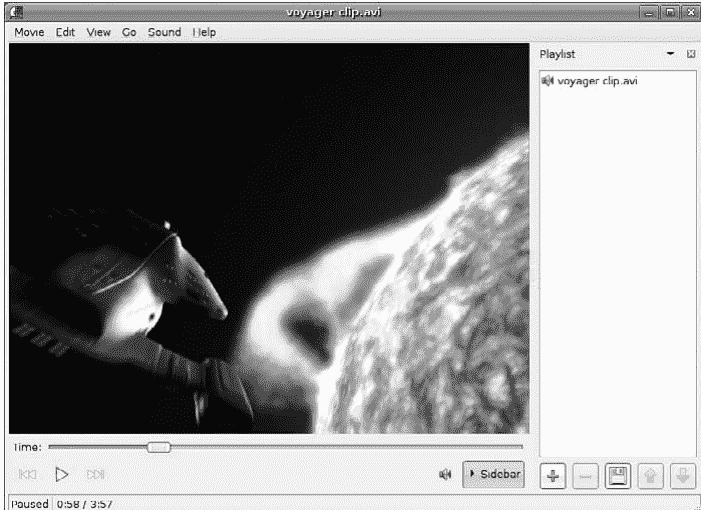 voyager clip.avi
Movie Edit View Go Sound Help
Playlist
voyager clip.avi
Time:
Sidebar
Paused 0:58 / 3:57